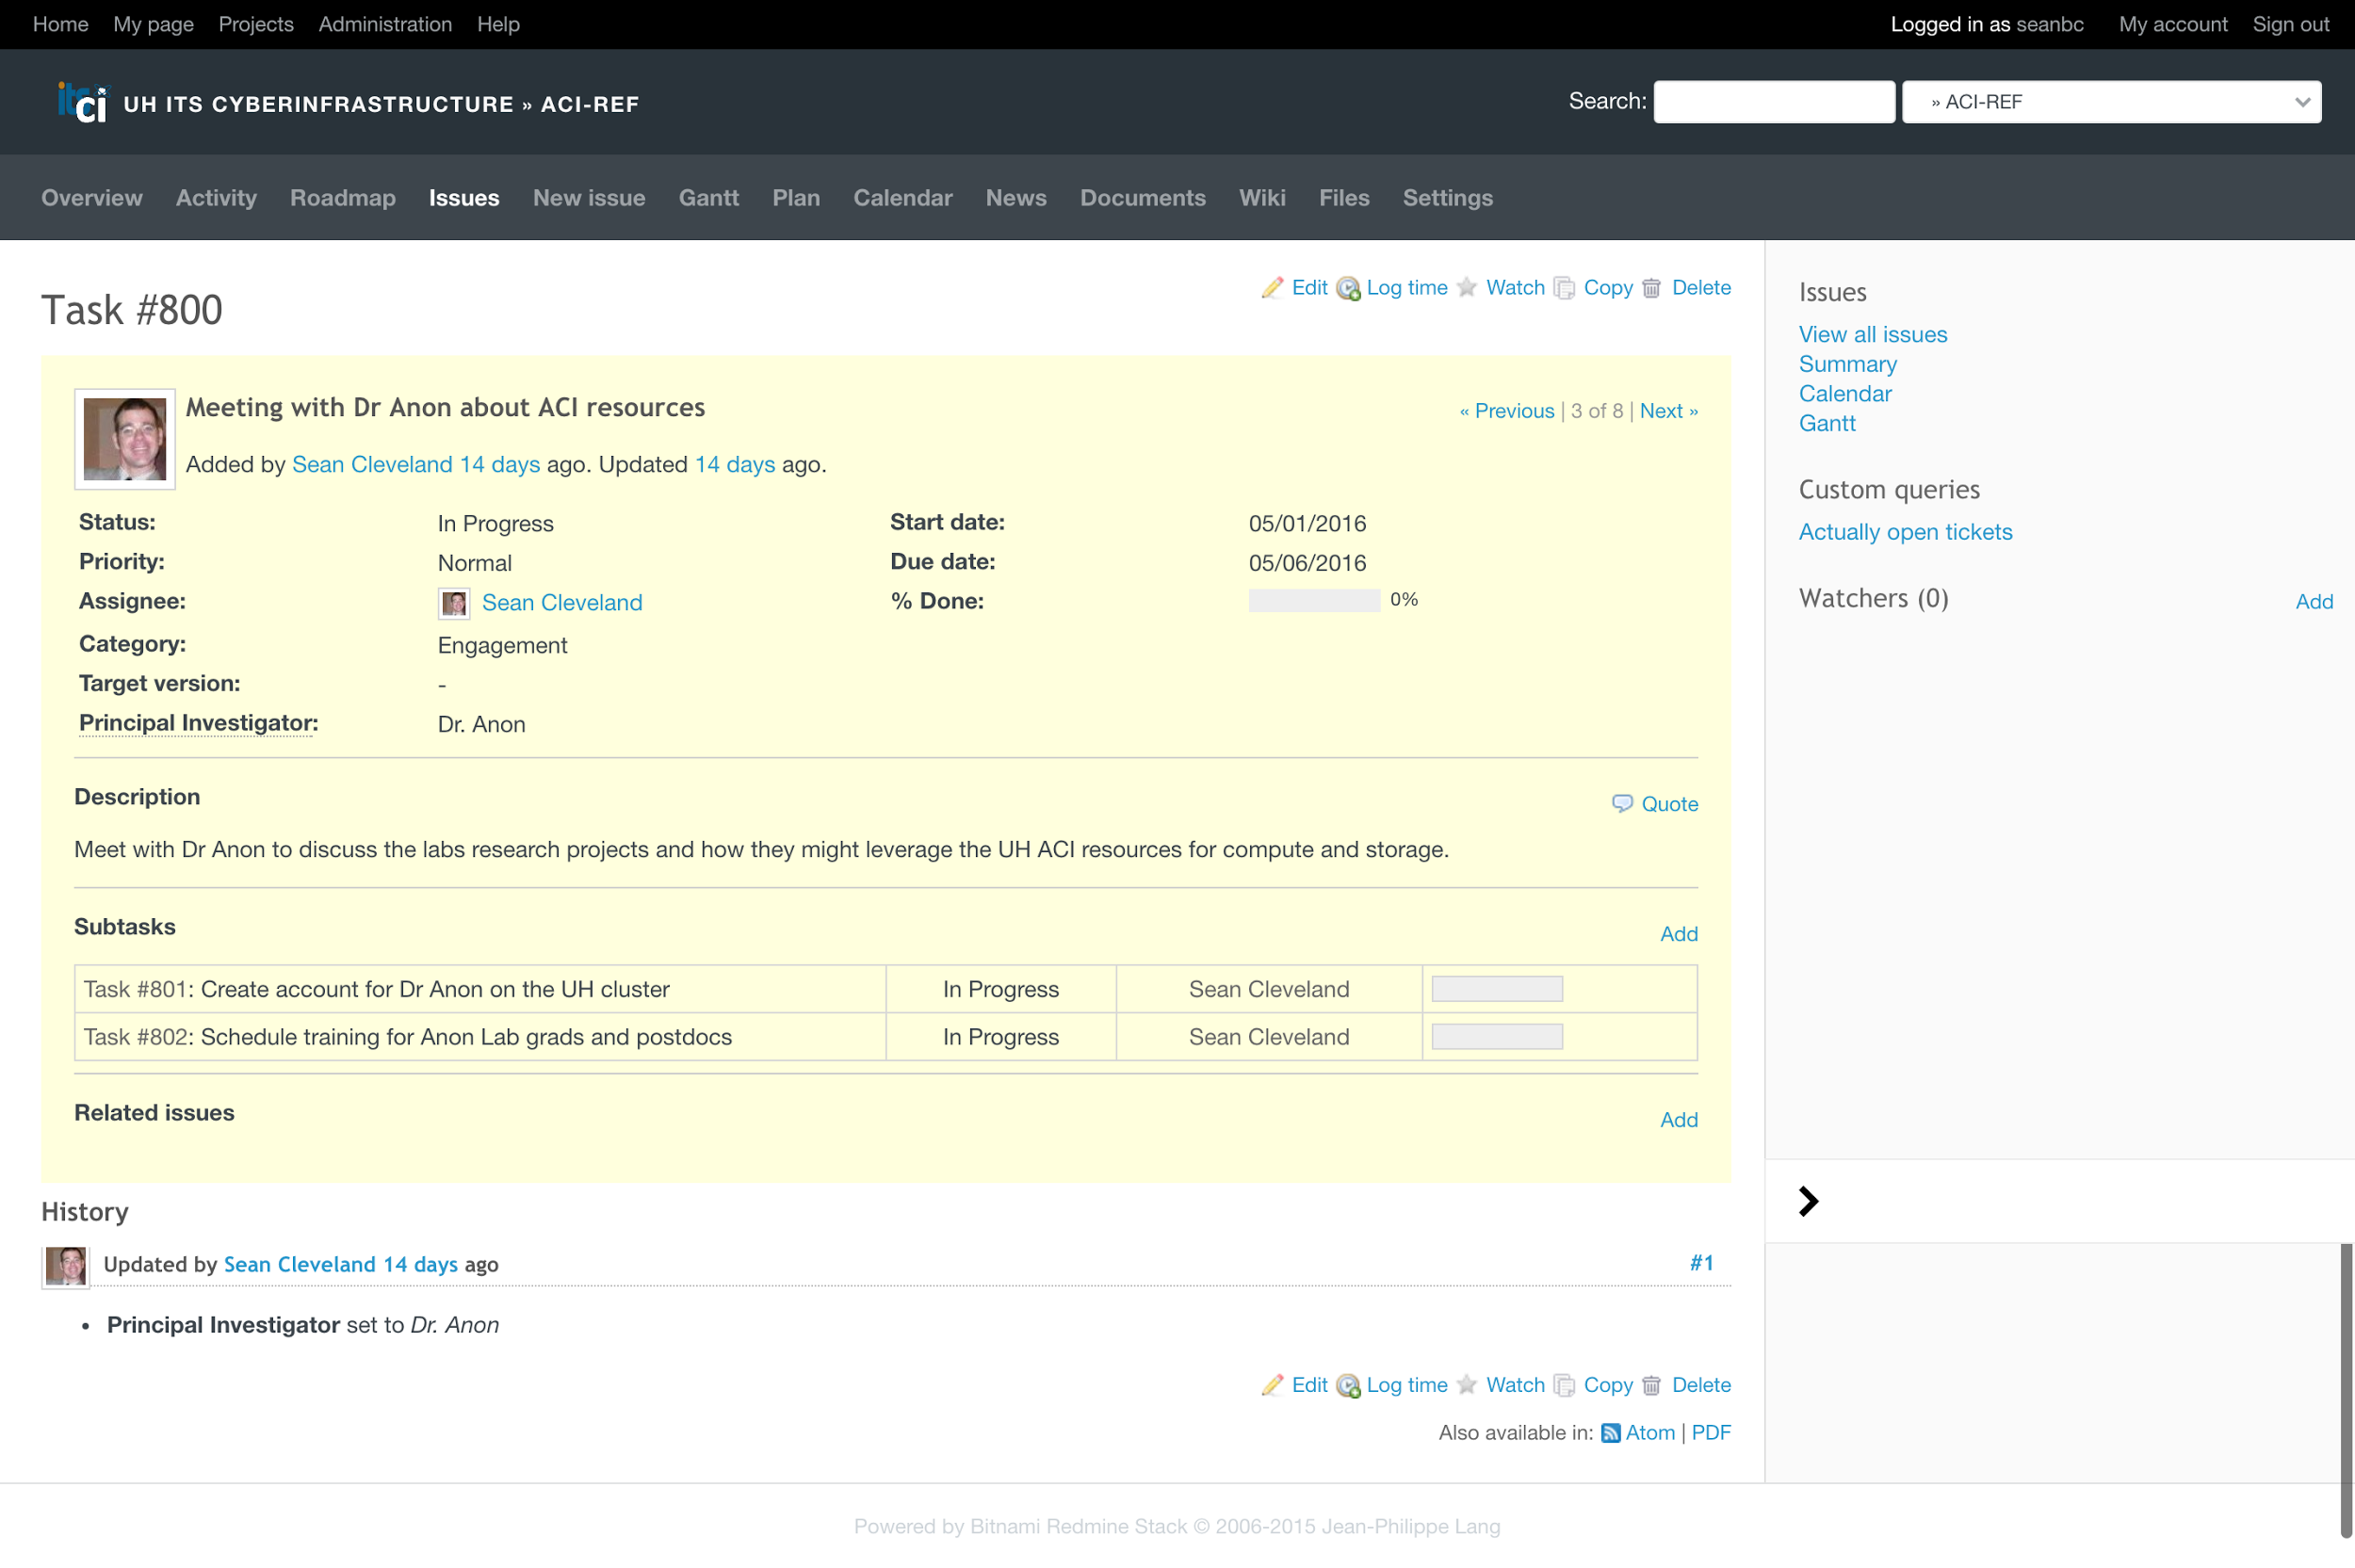 Home My page Projects Administration Help Logged in as seanbc My account Sign out
itci UH ITS CYBERINFRASTRUCTURE » ACI-REF Search: » ACI-REF
Overview Activity Roadmap Issues New issue Gantt Plan Calendar News Documents Wiki Files Settings
Edit Log time Watch Copy Delete
Task #800
Meeting with Dr Anon about ACI resources
« Previous | 3 of 8 | Next »
Added by Sean Cleveland 14 days ago. Updated 14 days ago.
Status: In Progress Start date: 05/01/2016
Priority: Normal Due date: 05/06/2016
Assignee: Sean Cleveland % Done: 0%
Category: Engagement
Target version: -
Principal Investigator: Dr. Anon
Description
Quote
Meet with Dr Anon to discuss the labs research projects and how they might leverage the UH ACI resources for compute and storage.
Subtasks
Add
Task #801: Create account for Dr Anon on the UH cluster In Progress Sean Cleveland
Task #802: Schedule training for Anon Lab grads and postdocs In Progress Sean Cleveland
Related issues
Add
History
Updated by Sean Cleveland 14 days ago #1
• Principal Investigator set to Dr. Anon
Edit Log time Watch Copy Delete
Also available in: Atom | PDF
Issues
View all issues
Summary
Calendar
Gantt
Custom queries
Actually open tickets
Watchers (0) Add
Powered by Bitnami Redmine Stack © 2006-2015 Jean-Philippe Lang